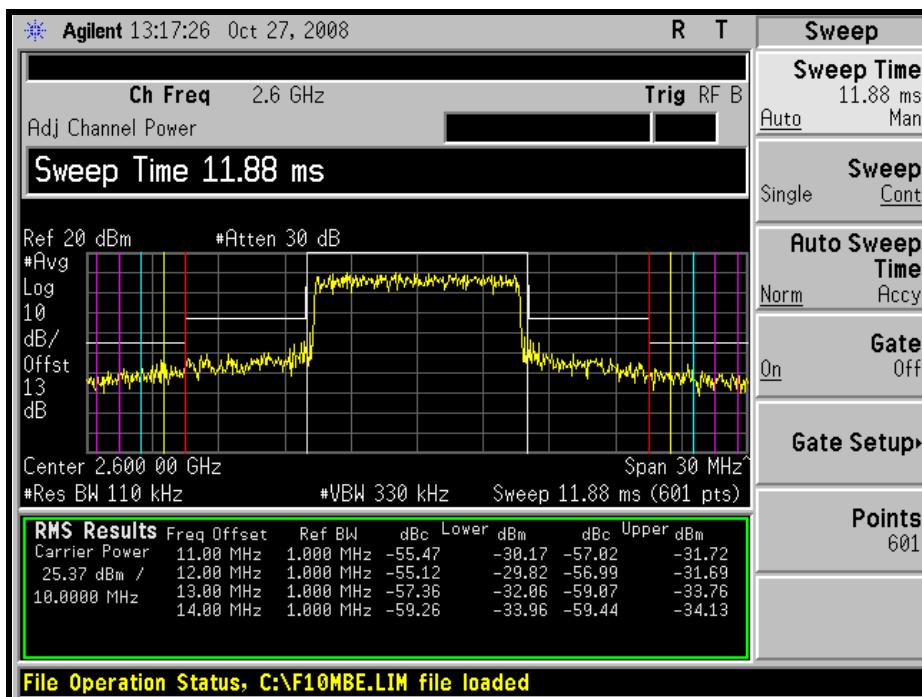 Agilent 13:17:26 Oct 27, 2008 R T
Ch Freq 2.6 GHz Trig RF B
Adj Channel Power
Sweep Time 11.88 ms
Ref 20 dBm #Atten 30 dB
#Avg
Log
10
dB/
Offst
13
dB
Center 2.600 00 GHz Span 30 MHz^
#Res BW 110 kHz #VBW 330 kHz Sweep 11.88 ms (601 pts)
RMS Results Freq Offset Ref BW dBc Lower dBm dBc Upper dBm
Carrier Power 11.00 MHz 1.000 MHz -55.47 -30.17 -57.02 -31.72
25.37 dBm / 12.00 MHz 1.000 MHz -55.12 -29.82 -56.99 -31.69
10.0000 MHz 13.00 MHz 1.000 MHz -57.36 -32.06 -59.07 -33.76
14.00 MHz 1.000 MHz -59.26 -33.96 -59.44 -34.13
File Operation Status, C:\F10MBE.LIM file loaded
Sweep
Sweep Time
11.88 ms
Auto Man
Sweep
Single Cont
Auto Sweep
Time
Norm Accy
Gate
On Off
Gate Setup
Points
601